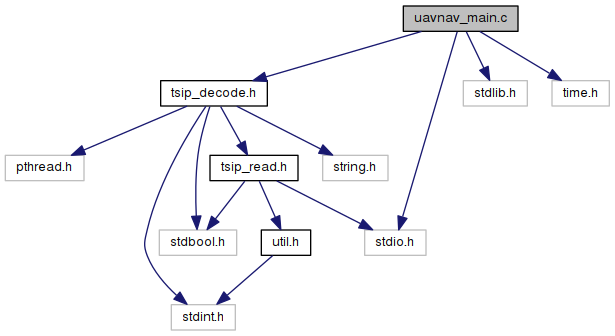 uavnav_main.c
tsip_decode.h
stdlib.h
time.h
pthread.h
tsip_read.h
string.h
stdbool.h
util.h
stdio.h
stdint.h